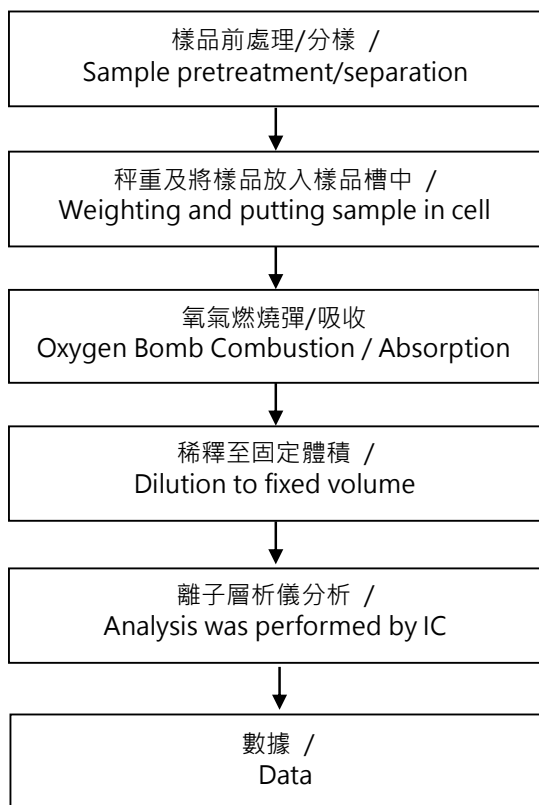 樣品前處理/分樣 /
Sample pretreatment/separation
秤重及將樣品放入樣品槽中 /
Weighting and putting sample in cell
氧氣燃燒彈/吸收
Oxygen Bomb Combustion / Absorption
稀釋至固定體積 /
Dilution to fixed volume
離子層析儀分析 /
Analysis was performed by IC
數據 /
Data